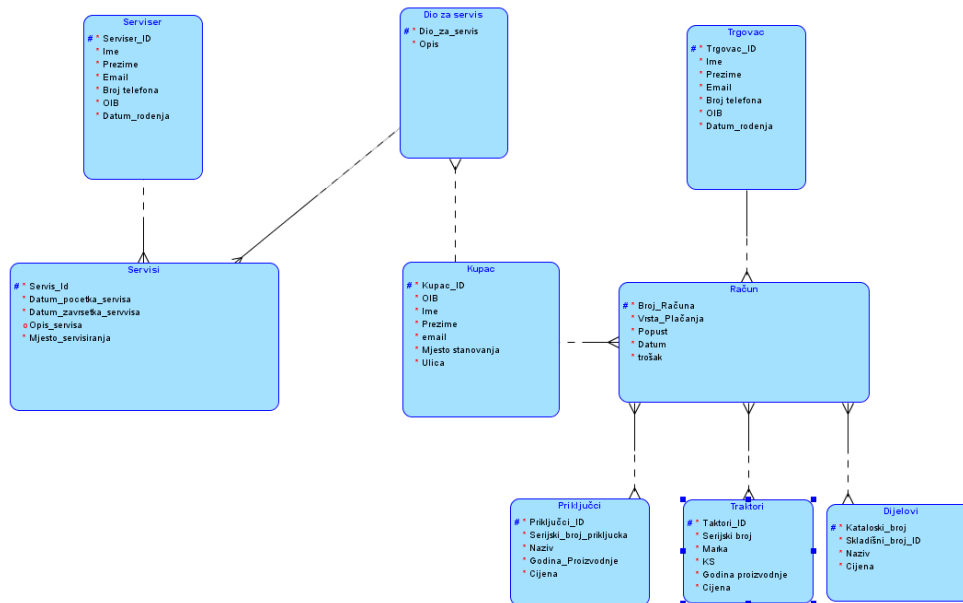 Serviser
# * Serviser_ID
* Ime
* Prezime
* Email
* Broj telefona
* OIB
* Datum_rodenja
Dio za servis
# * Dio_za_servis
* Opis
Trgovac
# * Trgovac_ID
* Ime
* Prezime
* Email
* Broj telefona
* OIB
* Datum_rodenja
Servisi
# * Servis_Id
* Datum_pocetka_servisa
* Datum_zavrsetka_servvisa
o Opis_servisa
* Mjesto_servisiranja
Kupac
# * Kupac_ID
* OIB
* Ime
* Prezime
* email
* Mjesto stanovanja
* Ulica
Račun
# * Broj_Računa
* Vrsta_Plačanja
* Popust
* Datum
* trošak
Priključci
# * Priključci_ID
* Serijski_broj_prikljucka
* Naziv
* Godina_Proizvodnje
* Cijena
Traktori
# * Taktori_ID
* Serijski broj
* Marka
* KS
* Godina proizvodnje
* Cijena
Dijelovi
# * Kataloski_broj
* Skladišni_broj_ID
* Naziv
* Cijena